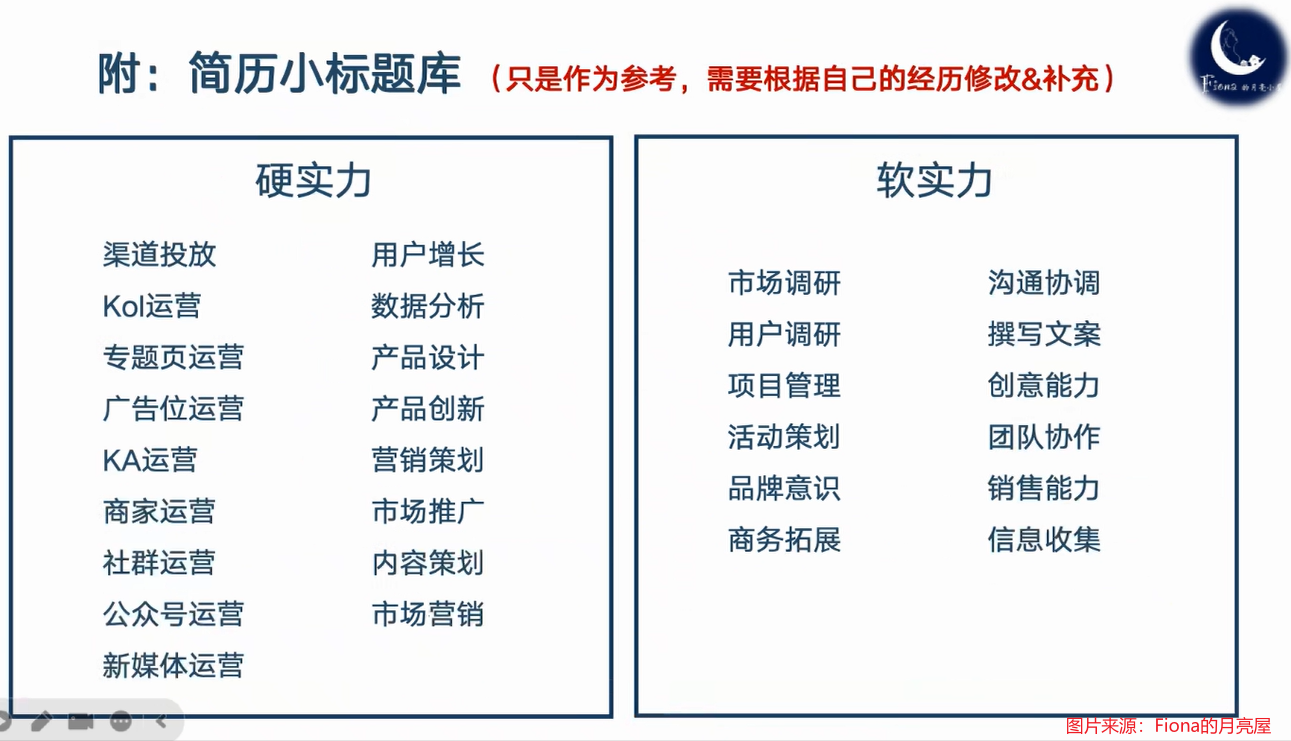 附：简历小标题库（只是作为参考，需要根据自己的经历修改&补充）
Fiona的月亮小屋
硬实力
渠道投放
Kol运营
专题页运营
广告位运营
KA运营
商家运营
社群运营
公众号运营
新媒体运营
用户增长
数据分析
产品设计
产品创新
营销策划
市场推广
内容策划
市场营销
软实力
市场调研
用户调研
项目管理
活动策划
品牌意识
商务拓展
沟通协调
撰写文案
创意能力
团队协作
销售能力
信息收集
图片来源：Fiona的月亮屋